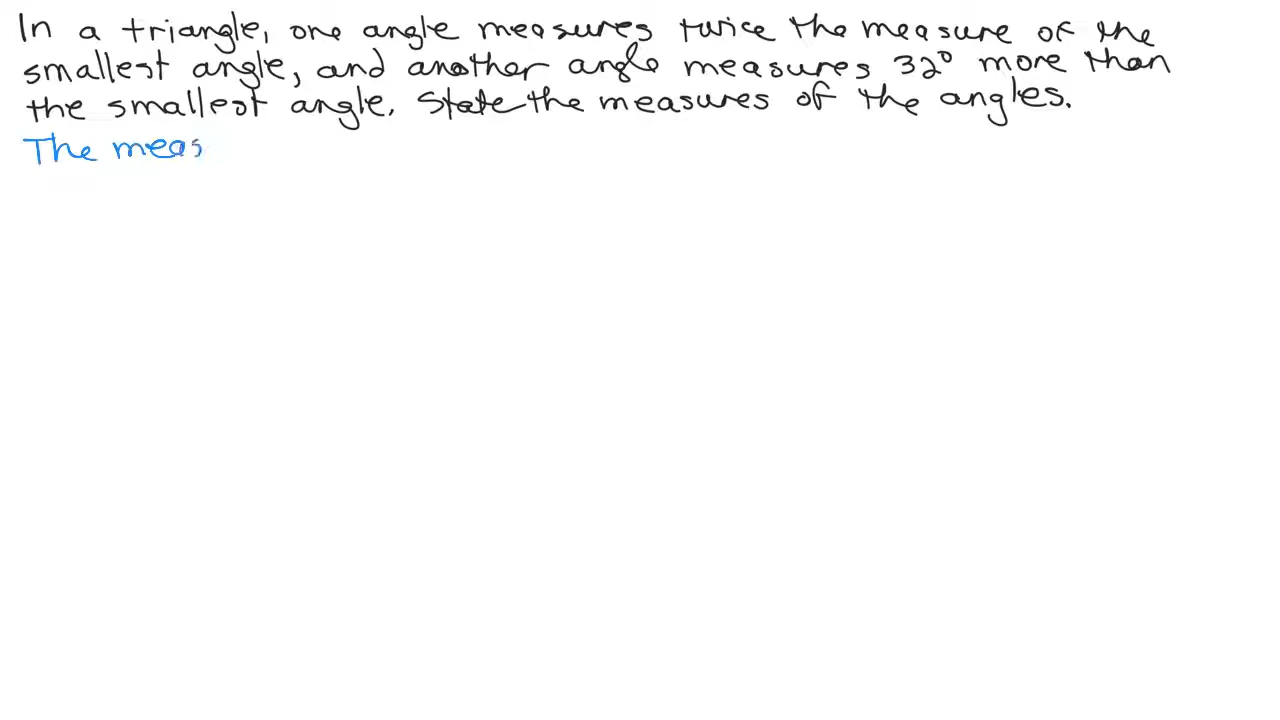 In a triangle, one angle measures twice the measure of the
smallest angle, and another angle measures 32° more than
the smallest angle. State the measures of the angles.
The meas